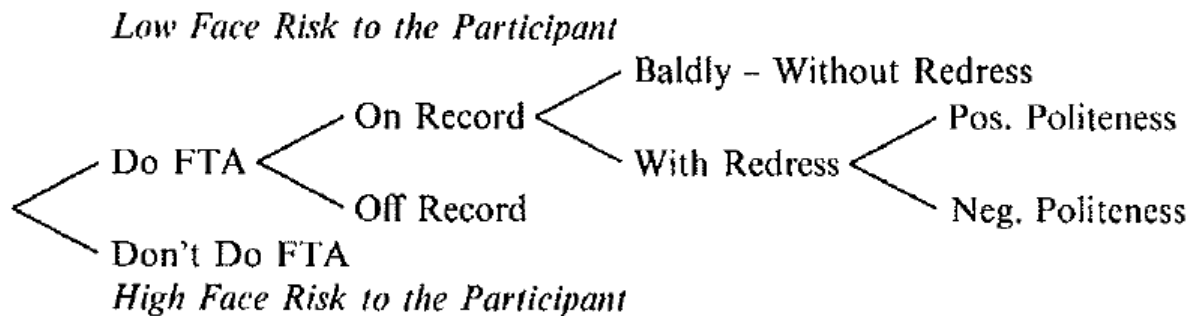 Low Face Risk to the Participant
Baldly – Without Redress
On Record
Pos. Politeness
Do FTA
With Redress
Off Record
Neg. Politeness
Don't Do FTA
High Face Risk to the Participant